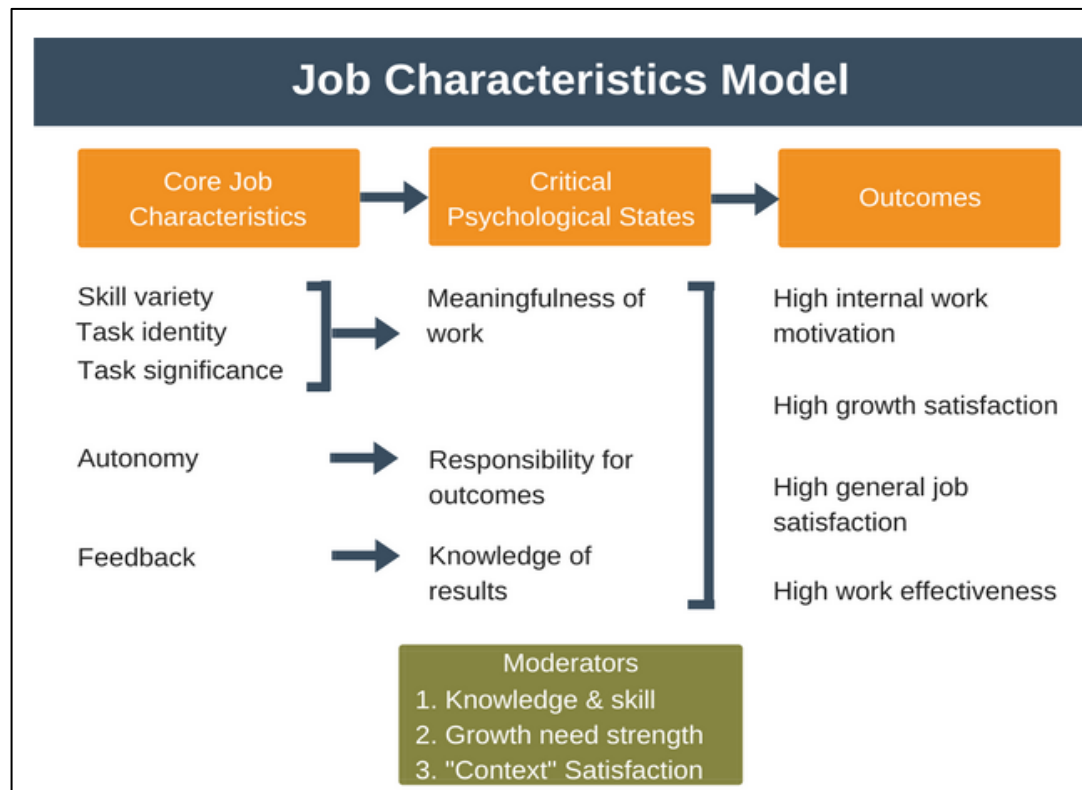 Job Characteristics Model
Core Job
Characteristics
Critical
Psychological States
Outcomes
Skill variety
Task identity
Task significance
Autonomy
Feedback
Meaningfulness of
work
Responsibility for
outcomes
Knowledge of
results
High internal work
motivation
High growth satisfaction
High general job
satisfaction
High work effectiveness
Moderators
1. Knowledge & skill
2. Growth need strength
3. "Context" Satisfaction